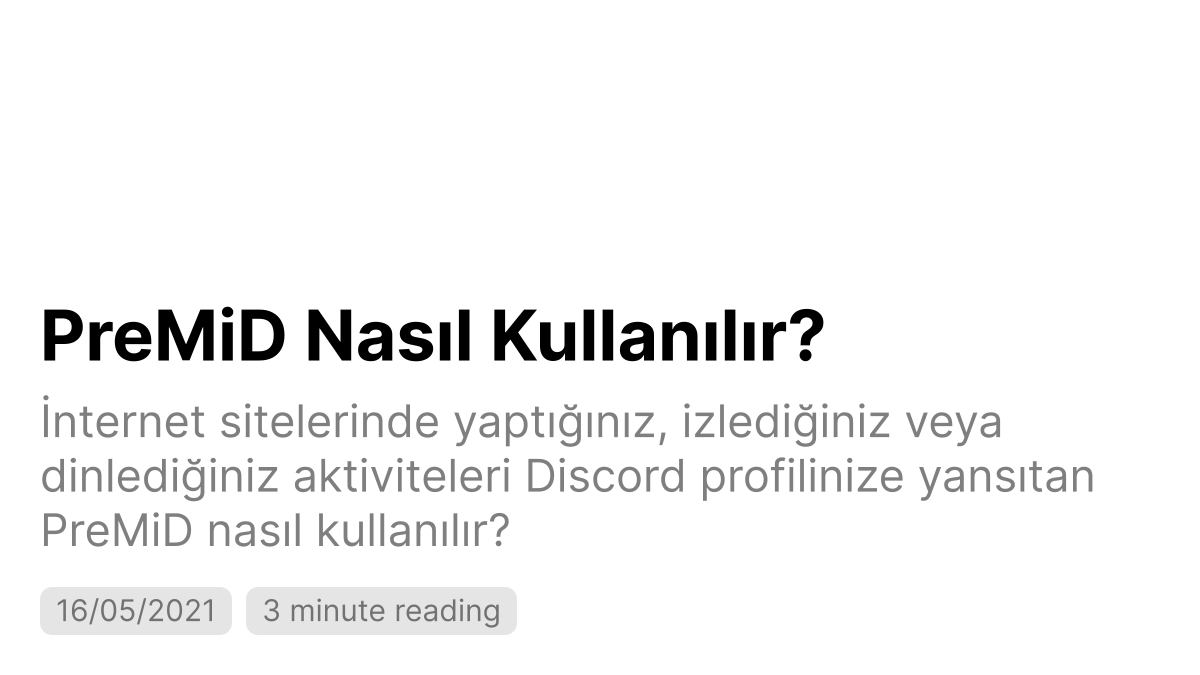 PreMiD Nasıl Kullanılır?
İnternet sitelerinde yaptığınız, izlediğiniz veya
dinlediğiniz aktiviteleri Discord profilinize yansıtan
PreMiD nasıl kullanılır?
16/05/2021 3 minute reading